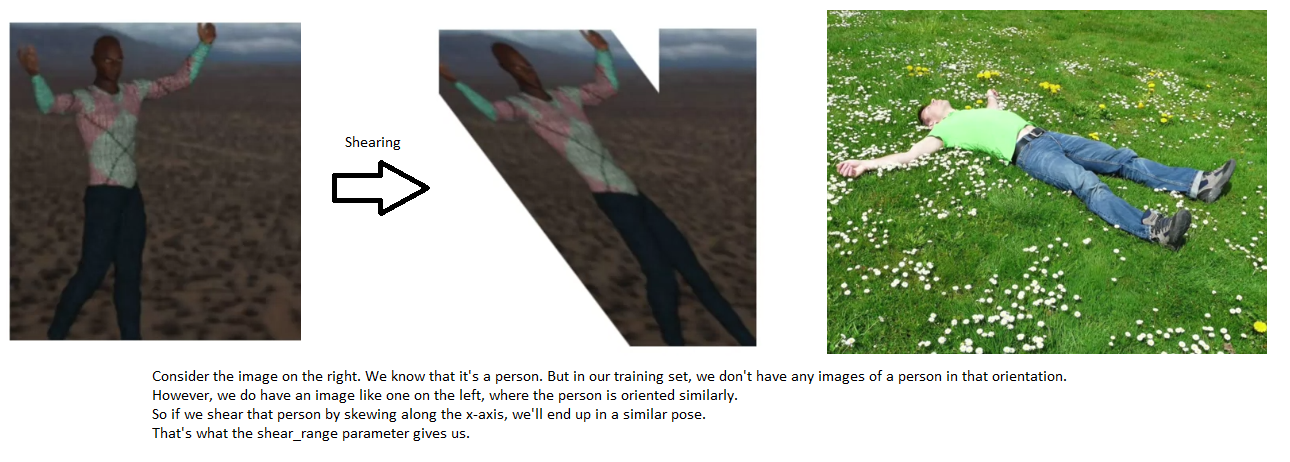 Shearing
Consider the image on the right. We know that it's a person. But in our training set, we don't have any images of a person in that orientation.
However, we do have an image like one on the left, where the person is oriented similarly.
So if we shear that person by skewing along the x-axis, we'll end up in a similar pose.
That's what the shear_range parameter gives us.